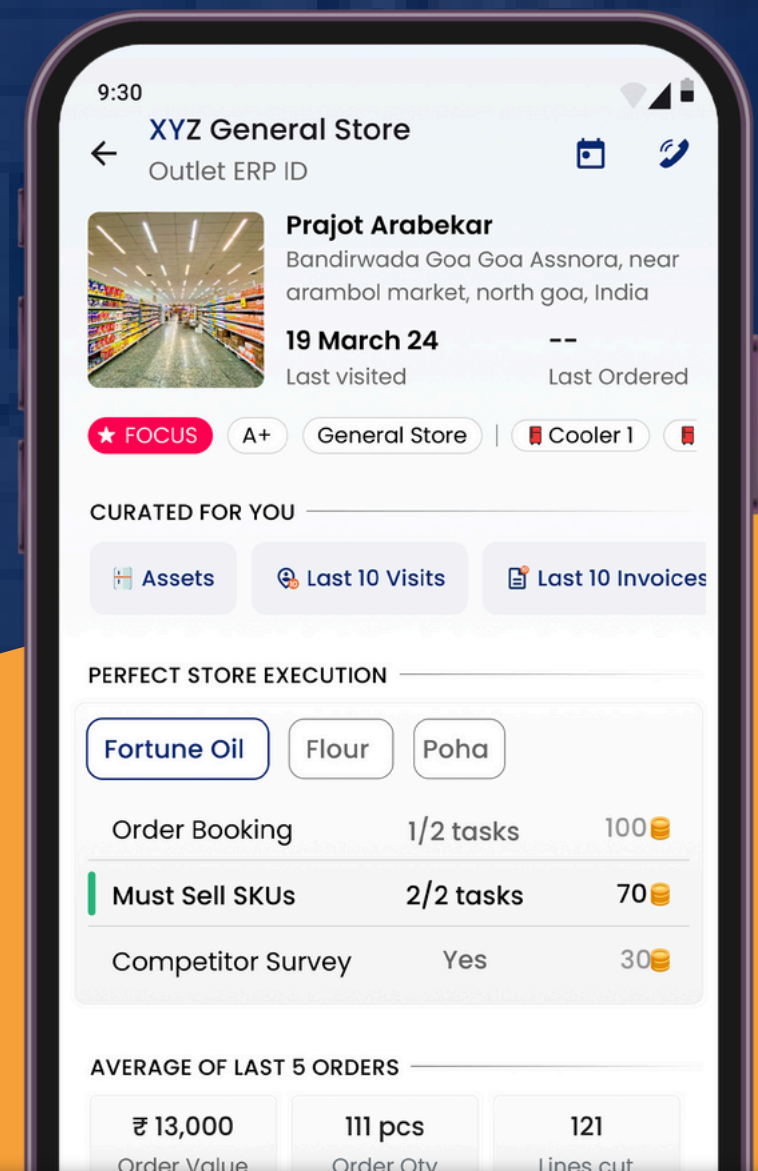 9:30
XYZ General Store
Outlet ERP ID
Prajot Arabekar
Bandirwada Goa Goa Assnora, near
arambol market, north goa, India
19 March 24
--
Last visited
Last Ordered
★ FOCUS
A+
General Store
|
Cooler 1
CURATED FOR YOU
Assets
Last 10 Visits
Last 10 Invoices
PERFECT STORE EXECUTION
Fortune Oil
Flour
Poha
Order Booking 1/2 tasks 100
Must Sell SKUs 2/2 tasks 70
Competitor Survey Yes 30
AVERAGE OF LAST 5 ORDERS
₹ 13,000
111 pcs
121
Order Value
Order Qty
Lines cut